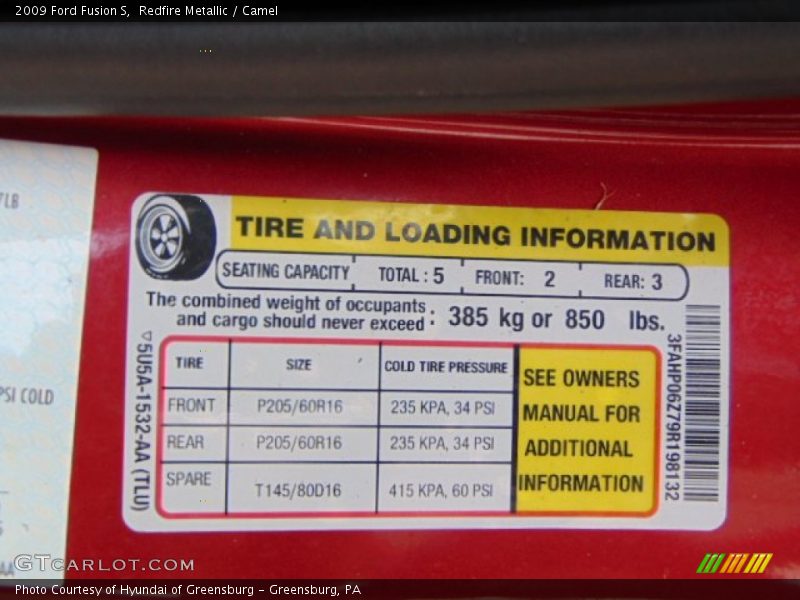 2009 Ford Fusion S, Redfire Metallic / Camel
7LB
PSI COLD
TIRE AND LOADING INFORMATION
SEATING CAPACITY TOTAL : 5 FRONT: 2 REAR: 3
The combined weight of occupants
and cargo should never exceed : 385 kg or 850 lbs.
TIRE SIZE COLD TIRE PRESSURE
FRONT P205/60R16 235 KPA, 34 PSI
REAR P205/60R16 235 KPA, 34 PSI
SPARE T145/80D16 415 KPA, 60 PSI
SEE OWNERS
MANUAL FOR
ADDITIONAL
INFORMATION
5U5A-1532-AA (TLU)
3FAHP06Z79R198132
GTCARLOT.COM
Photo Courtesy of Hyundai of Greensburg - Greensburg, PA